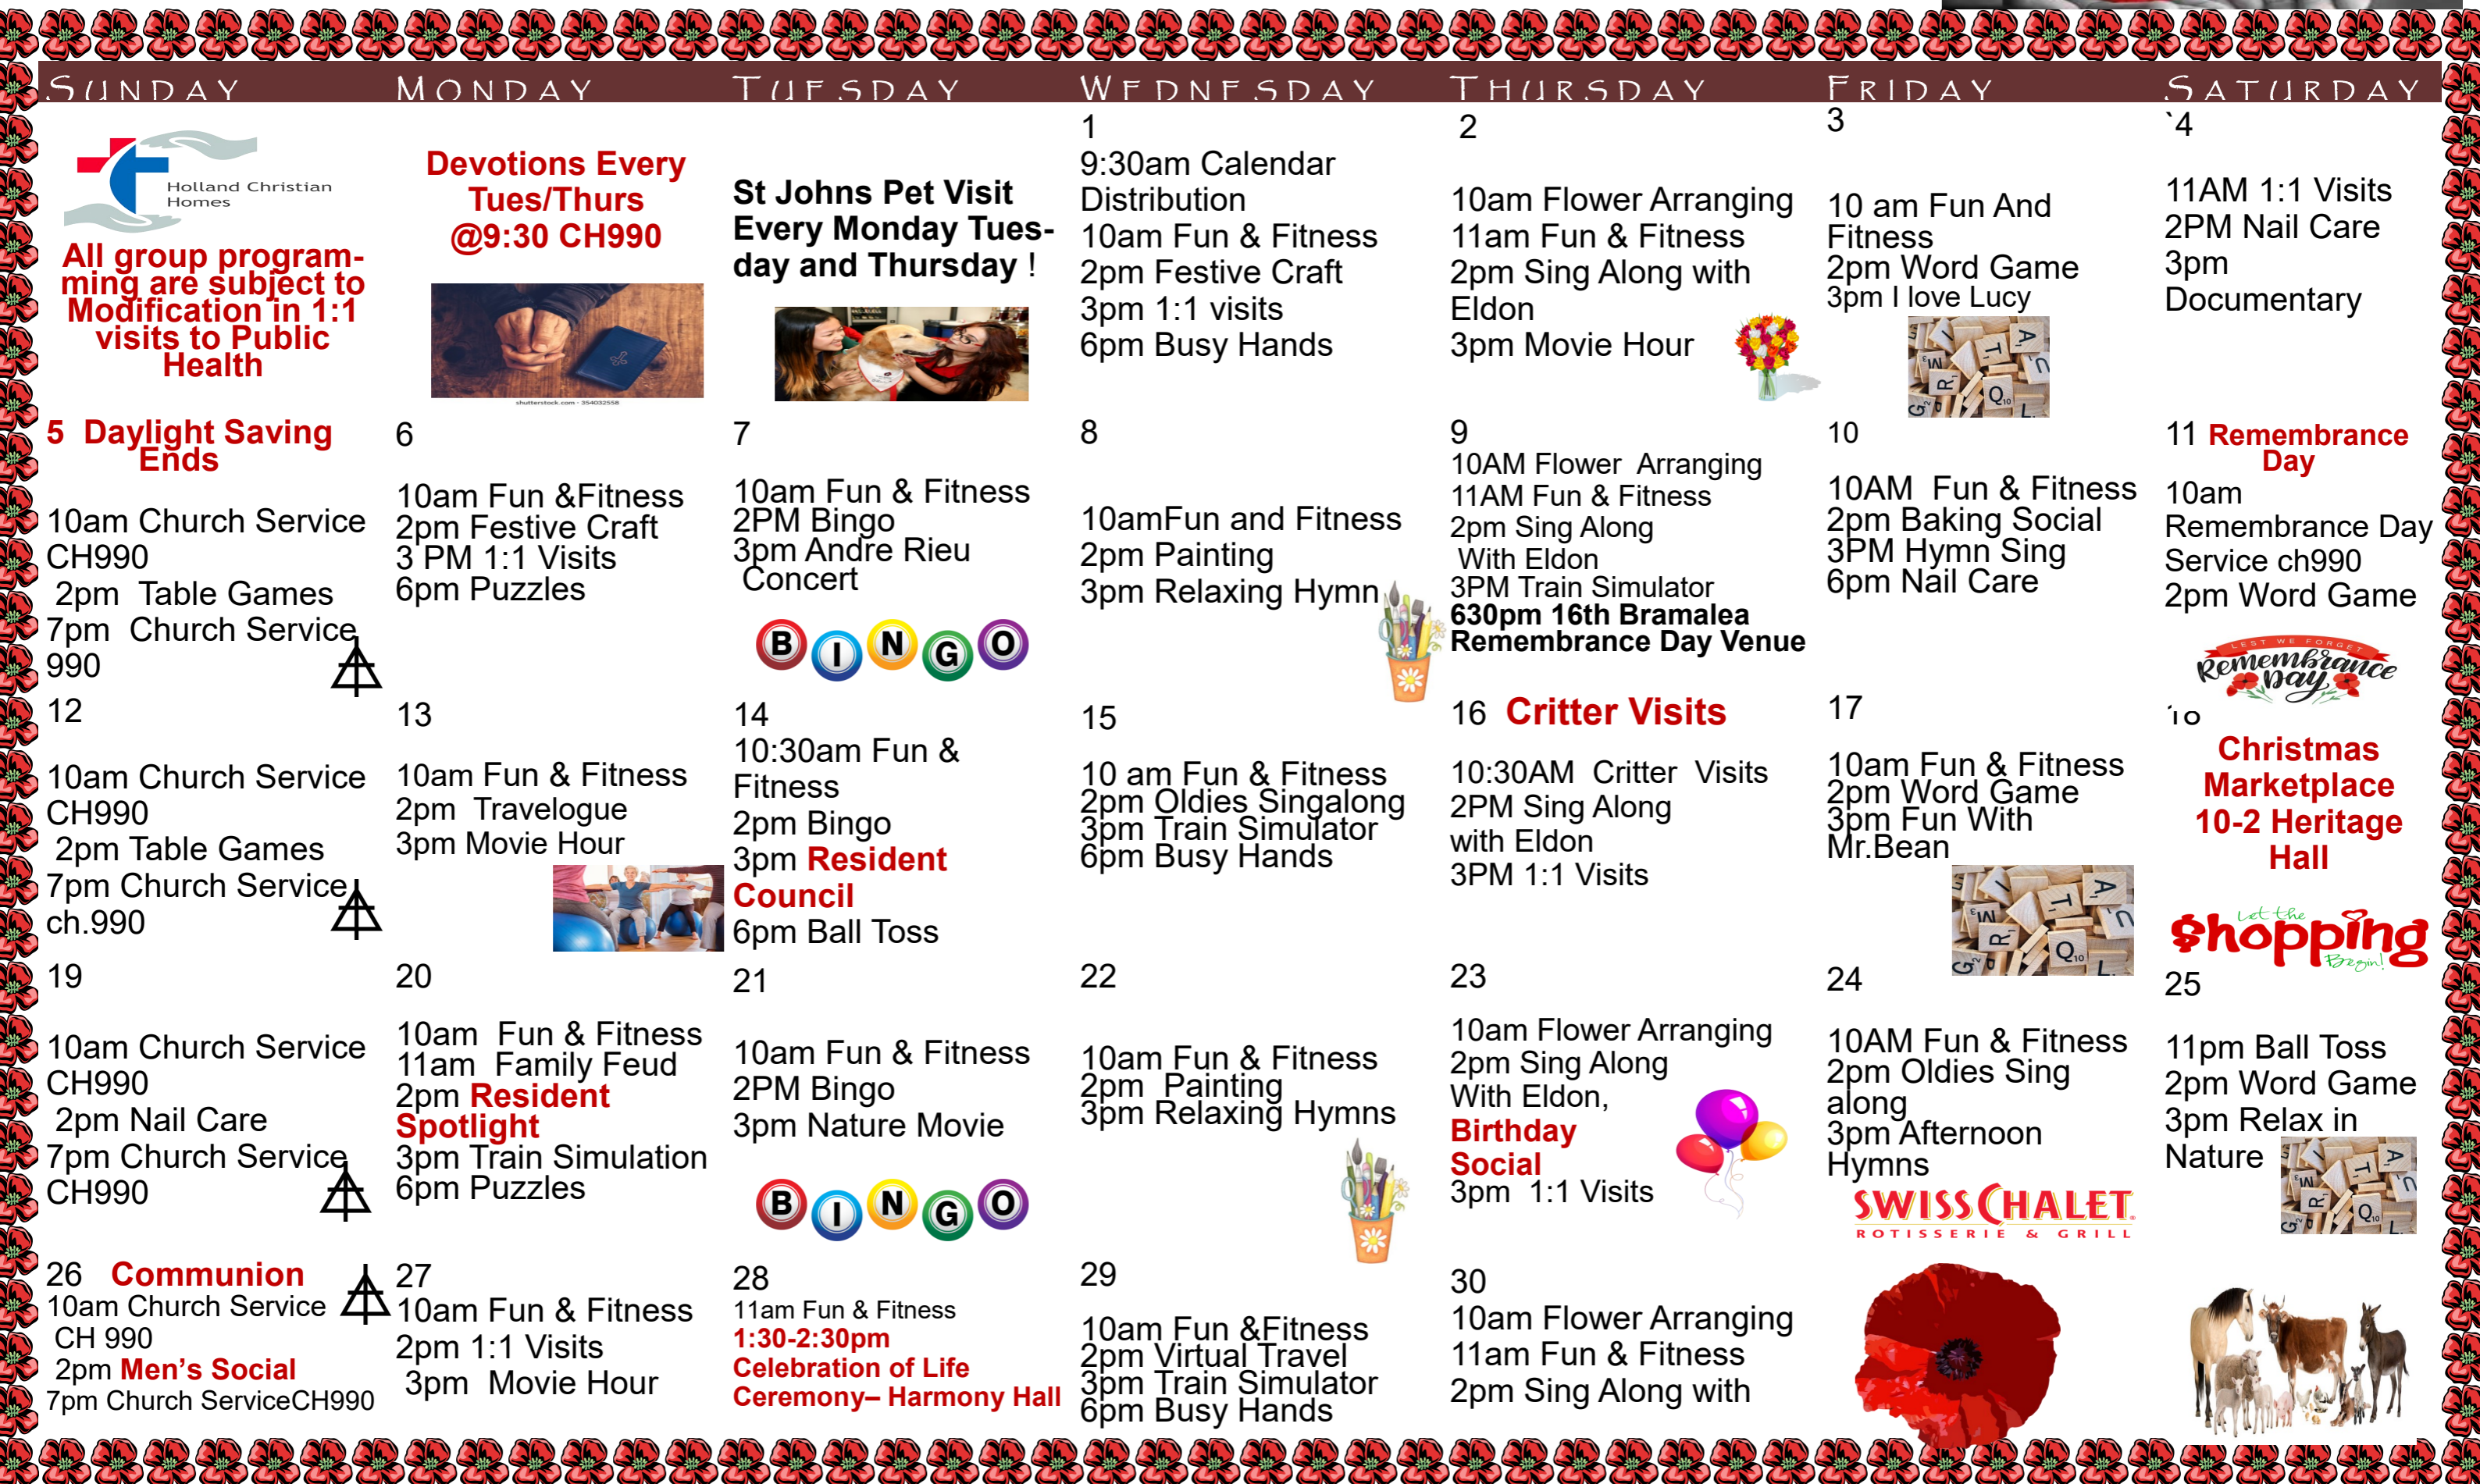 SUNDAY MONDAY TUESDAY WEDNESDAY THURSDAY FRIDAY SATURDAY
Holland Christian
Homes
All group program-
ming are subject to
Modification in 1:1
visits to Public
Health
Devotions Every
Tues/Thurs
@9:30 CH990
shutterstock.com · 354032558
St Johns Pet Visit
Every Monday Tues-
day and Thursday !
1
9:30am Calendar
Distribution
10am Fun & Fitness
2pm Festive Craft
3pm 1:1 visits
6pm Busy Hands
2
10am Flower Arranging
11am Fun & Fitness
2pm Sing Along with
Eldon
3pm Movie Hour
3
10 am Fun And
Fitness
2pm Word Game
3pm I love Lucy
`4
11AM 1:1 Visits
2PM Nail Care
3pm
Documentary
5 Daylight Saving
Ends
10am Church Service
CH990
2pm Table Games
7pm Church Service
990
6
10am Fun &Fitness
2pm Festive Craft
3 PM 1:1 Visits
6pm Puzzles
7
10am Fun & Fitness
2PM Bingo
3pm Andre Rieu
Concert
BINGO
8
10amFun and Fitness
2pm Painting
3pm Relaxing Hymn
9
10AM Flower Arranging
11AM Fun & Fitness
2pm Sing Along
With Eldon
3PM Train Simulator
630pm 16th Bramalea
Remembrance Day Venue
10
10AM Fun & Fitness
2pm Baking Social
3PM Hymn Sing
6pm Nail Care
11 Remembrance
Day
10am
Remembrance Day
Service ch990
2pm Word Game
LEST WE FORGET
Remembrance
Day
12
10am Church Service
CH990
2pm Table Games
7pm Church Service
ch.990
13
10am Fun & Fitness
2pm Travelogue
3pm Movie Hour
14
10:30am Fun &
Fitness
2pm Bingo
3pm Resident
Council
6pm Ball Toss
15
10 am Fun & Fitness
2pm Oldies Singalong
3pm Train Simulator
6pm Busy Hands
16 Critter Visits
10:30AM Critter Visits
2PM Sing Along
with Eldon
3PM 1:1 Visits
17
10am Fun & Fitness
2pm Word Game
3pm Fun With
Mr.Bean
Christmas
Marketplace
10-2 Heritage
Hall
Let the
Shopping
Begin!
19
10am Church Service
CH990
2pm Nail Care
7pm Church Service
CH990
20
10am Fun & Fitness
11am Family Feud
2pm Resident
Spotlight
3pm Train Simulation
6pm Puzzles
21
10am Fun & Fitness
2PM Bingo
3pm Nature Movie
BINGO
22
10am Fun & Fitness
2pm Painting
3pm Relaxing Hymns
23
10am Flower Arranging
2pm Sing Along
With Eldon,
Birthday
Social
3pm 1:1 Visits
24
10AM Fun & Fitness
2pm Oldies Sing
along
3pm Afternoon
Hymns
SWISS CHALET
ROTISSERIE & GRILL
25
11pm Ball Toss
2pm Word Game
3pm Relax in
Nature
26 Communion
10am Church Service
CH 990
2pm Men's Social
7pm Church ServiceCH990
27
10am Fun & Fitness
2pm 1:1 Visits
3pm Movie Hour
28
11am Fun & Fitness
1:30-2:30pm
Celebration of Life
Ceremony– Harmony Hall
29
10am Fun &Fitness
2pm Virtual Travel
3pm Train Simulator
6pm Busy Hands
30
10am Flower Arranging
11am Fun & Fitness
2pm Sing Along with